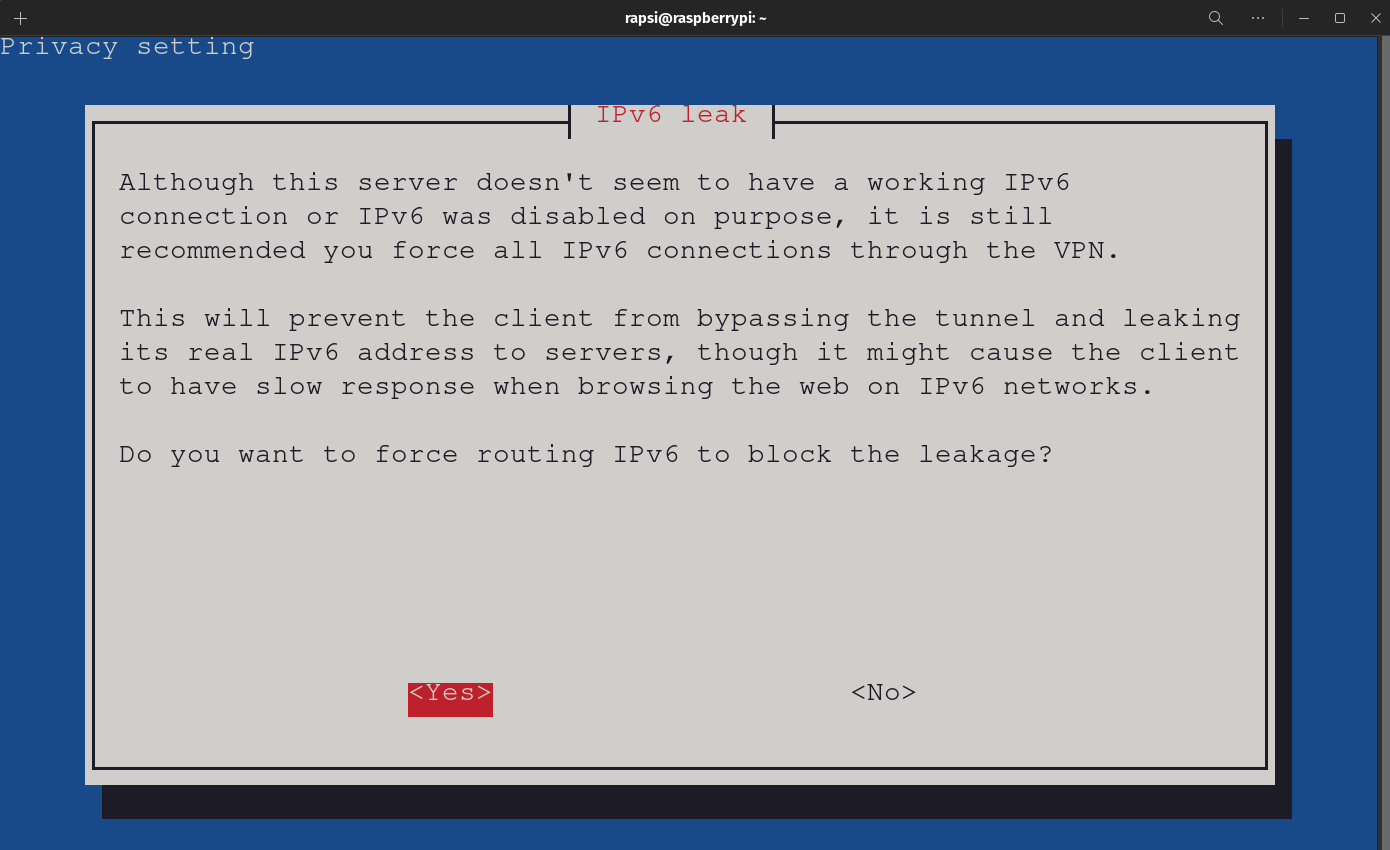 rapsi@raspberrypi: ~
Privacy setting
IPv6 leak
Although this server doesn't seem to have a working IPv6
connection or IPv6 was disabled on purpose, it is still
recommended you force all IPv6 connections through the VPN.
This will prevent the client from bypassing the tunnel and leaking
its real IPv6 address to servers, though it might cause the client
to have slow response when browsing the web on IPv6 networks.
Do you want to force routing IPv6 to block the leakage?
<Yes> <No>